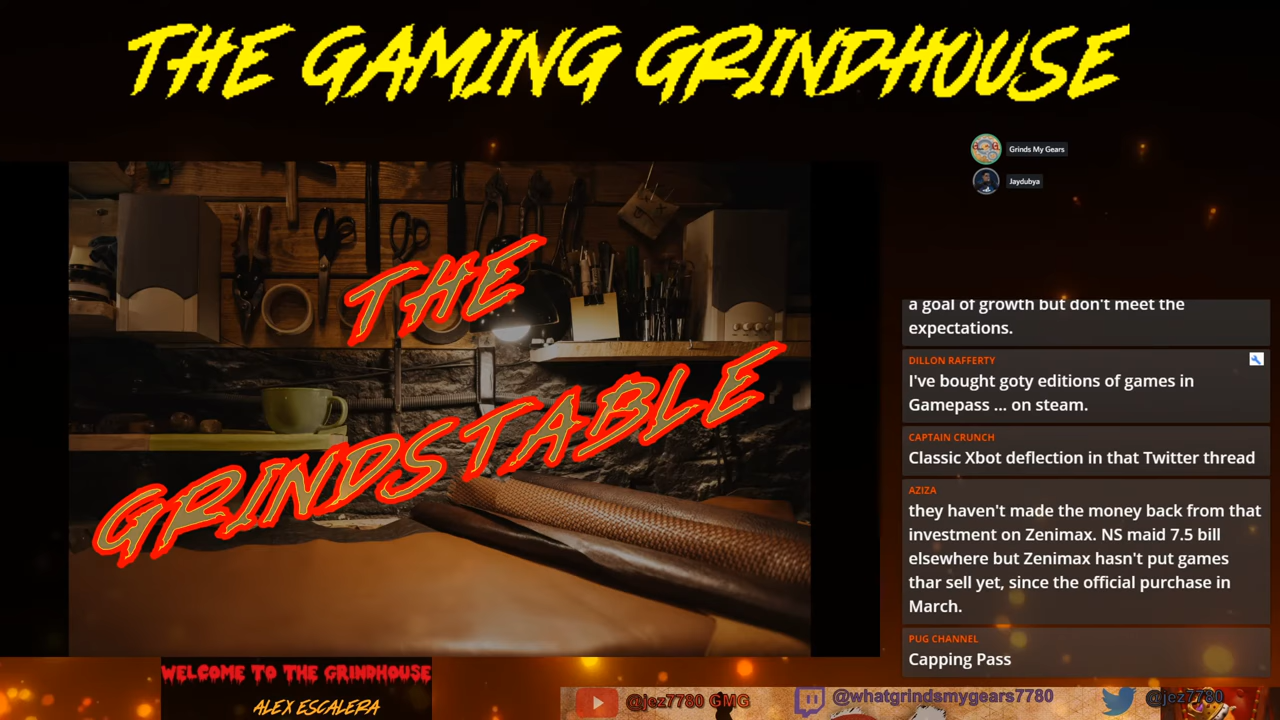 THE GAMING GRINDHOUSE
Grinds My Gears
Jaydubya
THE
GRINDSTABLE
a goal of growth but don't meet the
expectations.
DILLON RAFFERTY
I've bought goty editions of games in
Gamepass ... on steam.
CAPTAIN CRUNCH
Classic Xbot deflection in that Twitter thread
AZIZA
they haven't made the money back from that
investment on Zenimax. NS maid 7.5 bill
elsewhere but Zenimax hasn't put games
thar sell yet, since the official purchase in
March.
PUG CHANNEL
Capping Pass
WELCOME TO THE GRINDHOUSE
ALEX ESCALERA
@jez7780 GMG
@whatgrindsmygears7780
@jez7780